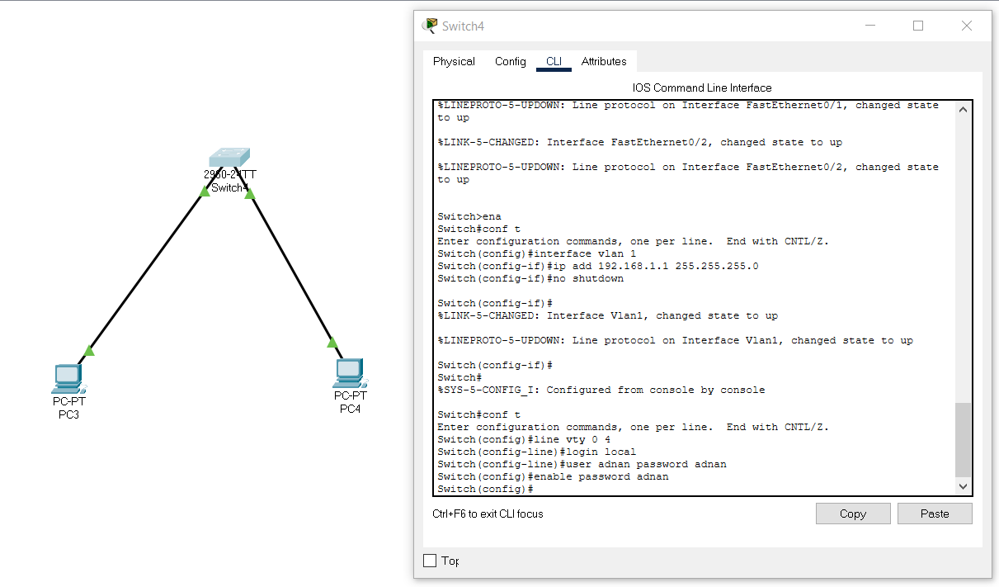 Switch4
Physical Config CLI Attributes
IOS Command Line Interface
%LINEPROTO-5-UPDOWN: Line protocol on Interface FastEthernet0/1, changed state
to up
%LINK-5-CHANGED: Interface FastEthernet0/2, changed state to up
%LINEPROTO-5-UPDOWN: Line protocol on Interface FastEthernet0/2, changed state
to up
Switch>ena
Switch#conf t
Enter configuration commands, one per line.  End with CNTL/Z.
Switch(config)#interface vlan 1
Switch(config-if)#ip add 192.168.1.1 255.255.255.0
Switch(config-if)#no shutdown
Switch(config-if)#
%LINK-5-CHANGED: Interface Vlan1, changed state to up
%LINEPROTO-5-UPDOWN: Line protocol on Interface Vlan1, changed state to up
Switch(config-if)#
Switch#
%SYS-5-CONFIG_I: Configured from console by console
Switch#conf t
Enter configuration commands, one per line.  End with CNTL/Z.
Switch(config)#line vty 0 4
Switch(config-line)#login local
Switch(config-line)#user adnan password adnan
Switch(config)#enable password adnan
Switch(config)#
Ctrl+F6 to exit CLI focus
Copy Paste
Top
2960-24TT
Switch4
PC-PT
PC3
PC-PT
PC4